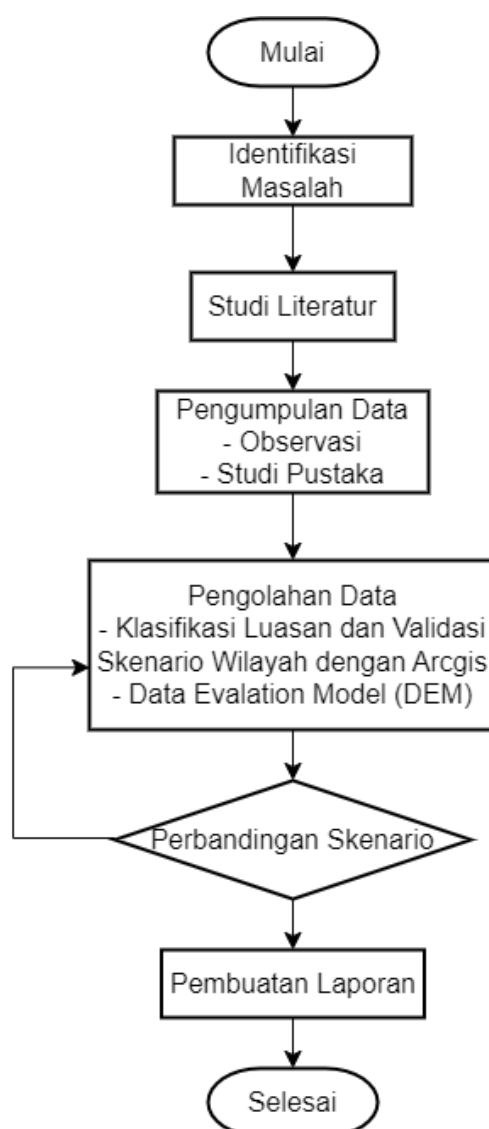 Mulai
Identifikasi
Masalah
Studi Literatur
Pengumpulan Data
- Observasi
- Studi Pustaka
Pengolahan Data
- Klasifikasi Luasan dan Validasi
Skenario Wilayah dengan Arcgis
- Data Evalation Model (DEM)
Perbandingan Skenario
Pembuatan Laporan
Selesai